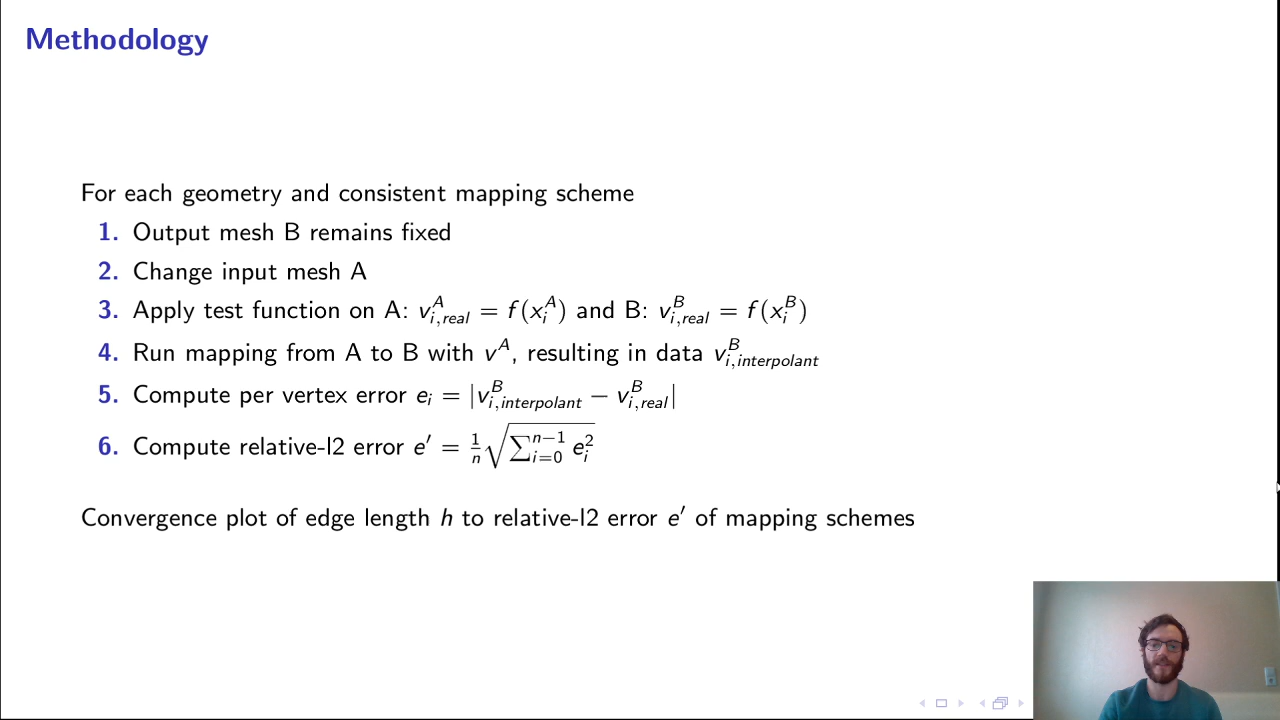 Methodology
For each geometry and consistent mapping scheme
1. Output mesh B remains fixed
2. Change input mesh A
3. Apply test function on A: $v^A_{i,real} = f(x^A_i)$ and B: $v^B_{i,real} = f(x^B_i)$
4. Run mapping from A to B with $v^A$, resulting in data $v^B_{i,interpolant}$
5. Compute per vertex error $e_i = |v^B_{i,interpolant} - v^B_{i,real}|$
6. Compute relative-l2 error $e' = \frac{1}{n}\sqrt{\sum_{i=0}^{n-1} e_i^2}$
Convergence plot of edge length $h$ to relative-l2 error $e'$ of mapping schemes